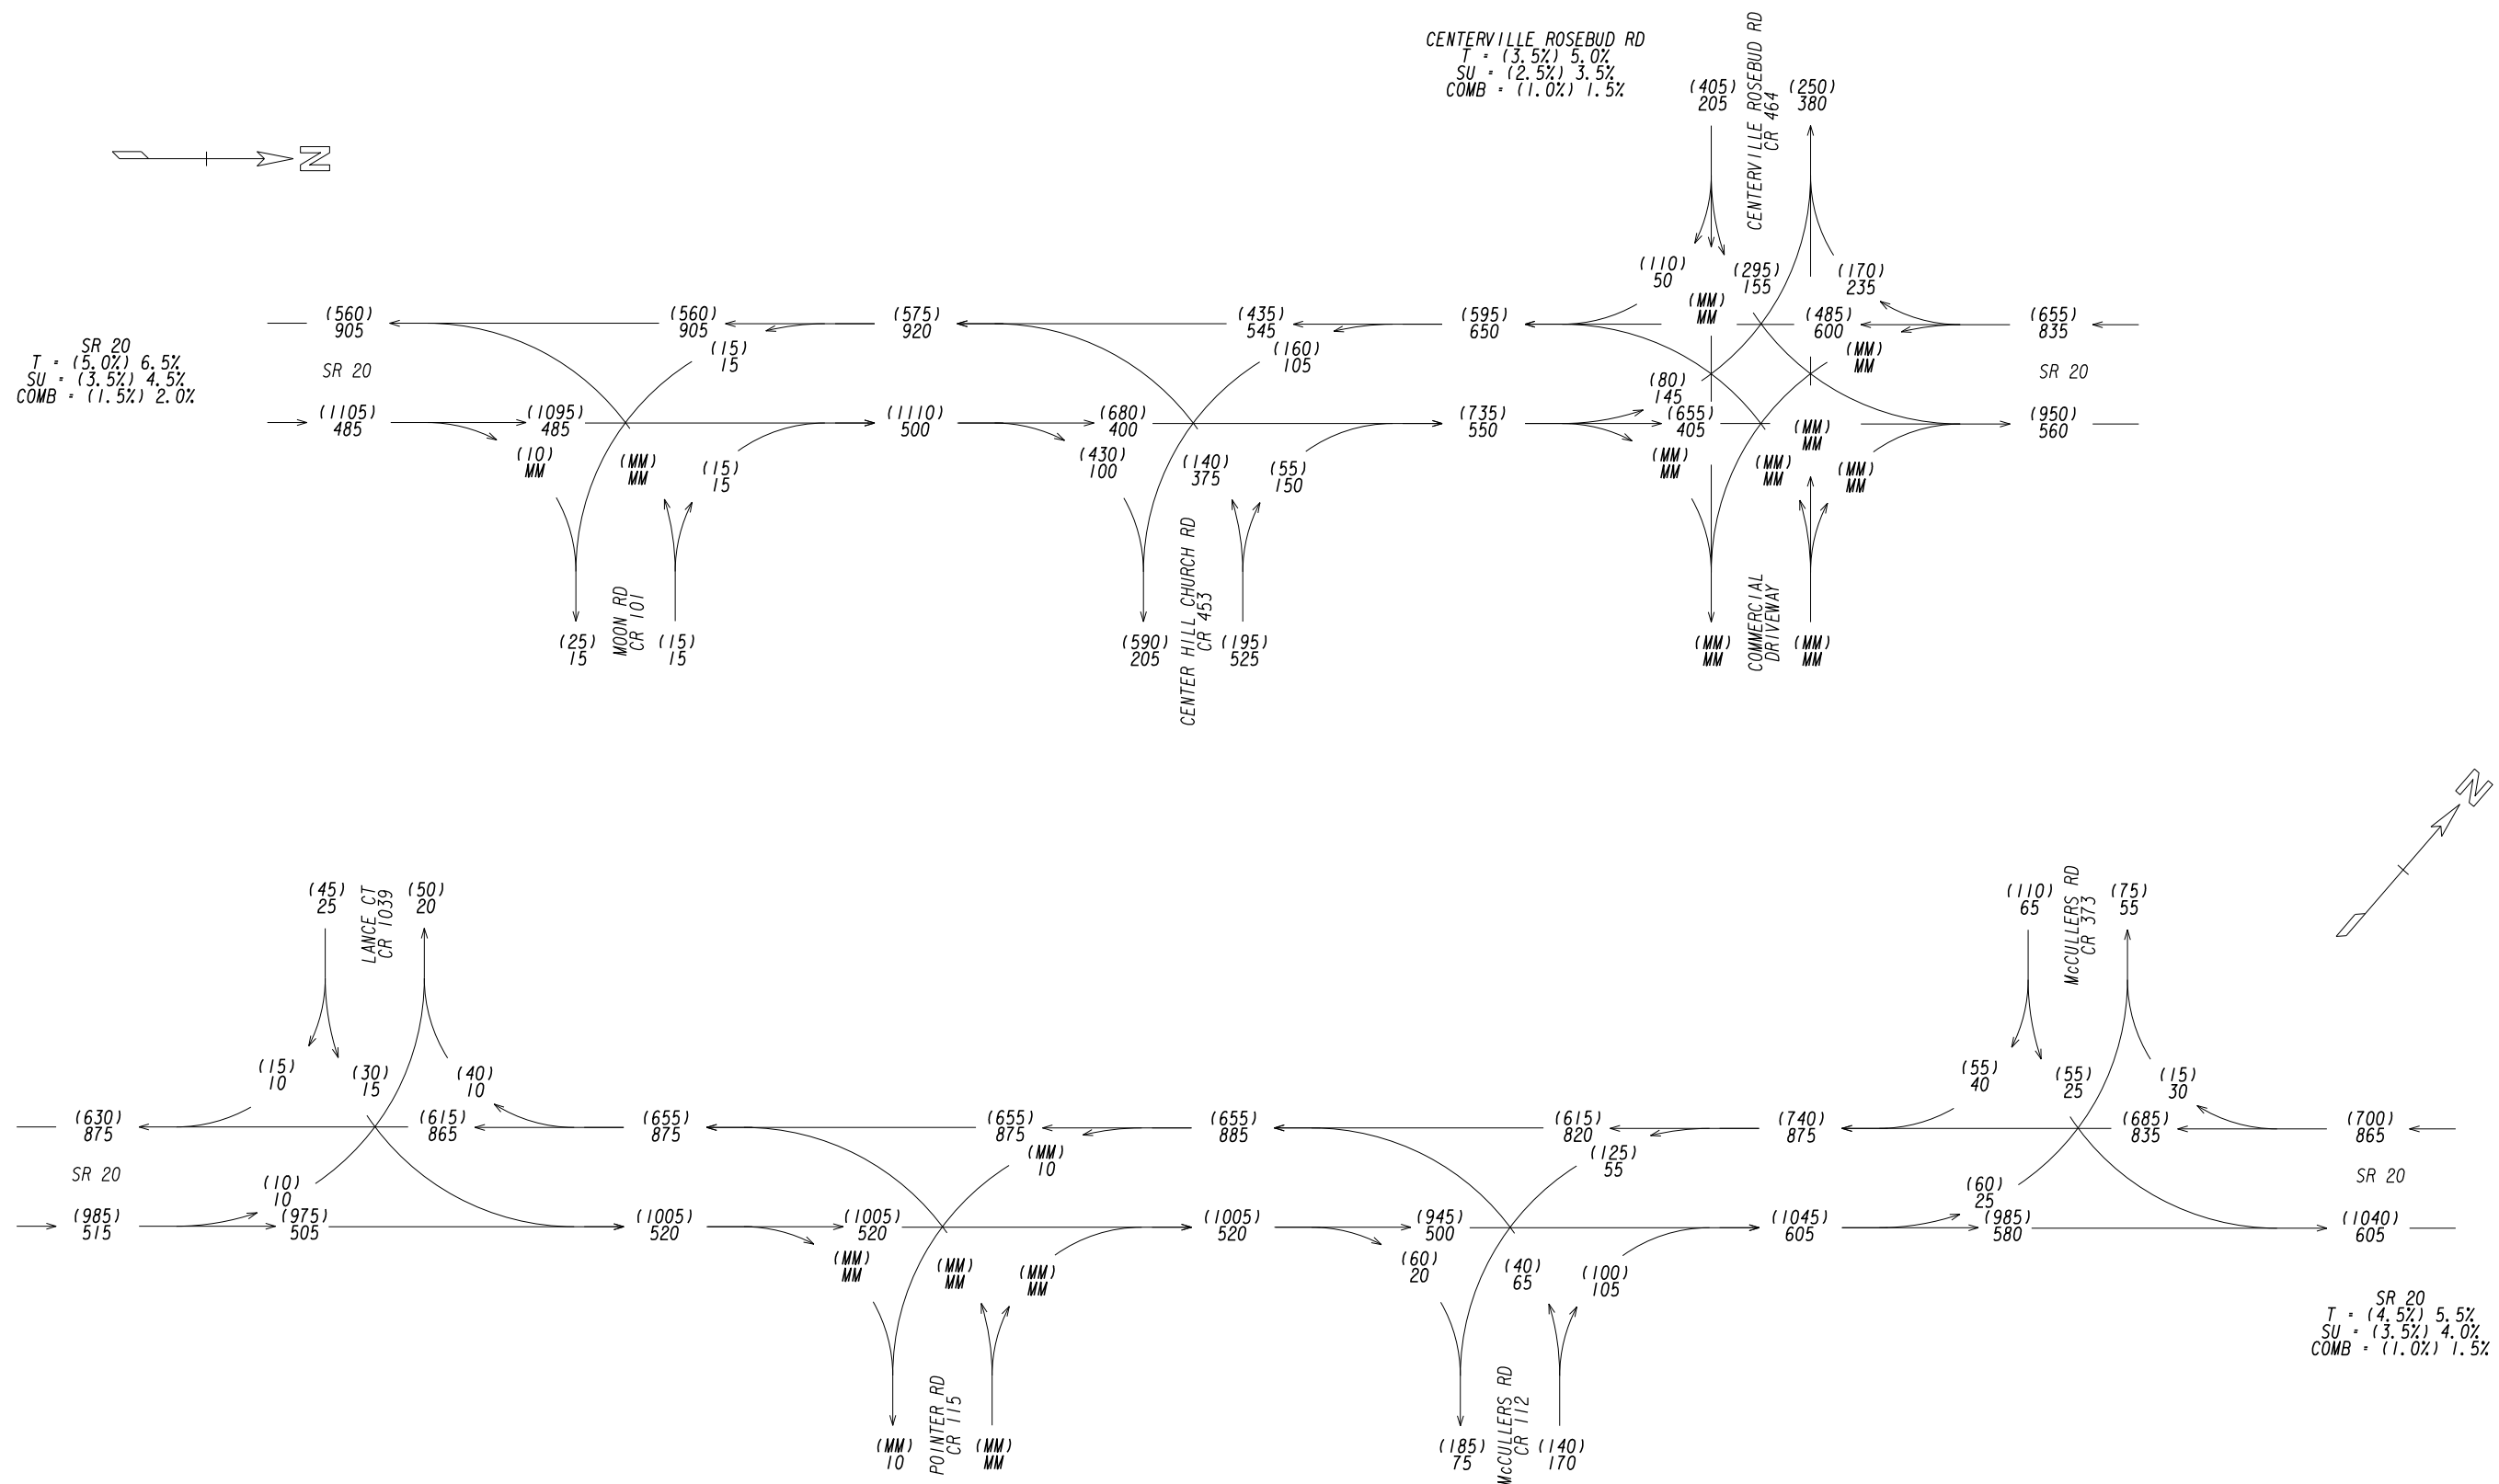 CENTERVILLE ROSEBUD RD
T = (3.5%) 5.0%
SU = (2.5%) 3.5%
COMB = (1.0%) 1.5%
(405)
205
CENTERVILLE ROSEBUD RD
CR 464
(250)
380
N
(110)
50
(295)
155
(170)
235
SR 20
T = (5.0%) 6.5%
SU = (3.5%) 4.5%
COMB = (1.5%) 2.0%
(560)
905
(560)
905
(575)
920
(435)
545
(595)
650
(MM)
MM
(485)
600
(655)
835
SR 20
(15)
15
(160)
105
(MM)
MM
SR 20
(80)
145
(1105)
485
(1095)
485
(1110)
500
(680)
400
(735)
550
(655)
405
(MM)
MM
(950)
560
(10)
MM
(MM)
MM
(15)
15
(430)
100
(140)
375
(55)
150
(MM)
MM
(MM)
MM
(MM)
MM
(25)
15
MOON RD
CR 101
(15)
15
(590)
205
CENTER HILL CHURCH RD
CR 453
(195)
525
(MM)
MM
COMMERCIAL
DRIVEWAY
(MM)
MM
N
(45)
25
LANCE CT
CR 1039
(50)
20
(110)
65
McCULLERS RD
CR 373
(75)
55
(15)
10
(30)
15
(40)
10
(55)
40
(55)
25
(15)
30
(630)
875
(615)
865
(655)
875
(655)
875
(655)
885
(615)
820
(740)
875
(685)
835
(700)
865
SR 20
(MM)
10
(125)
55
SR 20
(10)
10
(60)
25
(985)
515
(975)
505
(1005)
520
(1005)
520
(1005)
520
(945)
500
(1045)
605
(985)
580
(1040)
605
(MM)
MM
(MM)
MM
(MM)
MM
(60)
20
(40)
65
(100)
105
SR 20
T = (4.5%) 5.5%
SU = (3.5%) 4.0%
COMB = (1.0%) 1.5%
(MM)
10
POINTER RD
CR 115
(MM)
MM
(185)
75
McCULLERS RD
CR 112
(140)
170